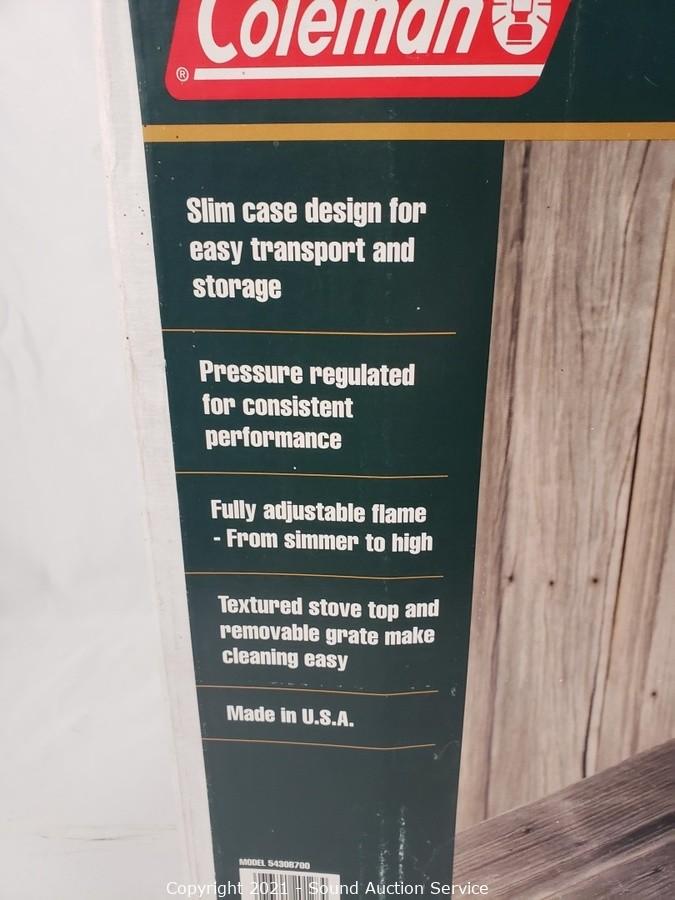 Coleman
®
Slim case design for
easy transport and
storage
Pressure regulated
for consistent
performance
Fully adjustable flame
- From simmer to high
Textured stove top and
removable grate make
cleaning easy
Made in U.S.A.
MODEL 5430B700
Copyright 2021 - Sound Auction Service